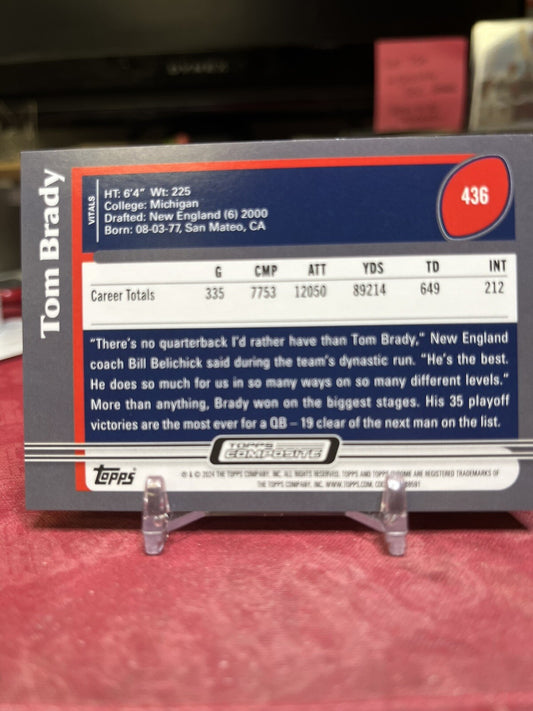 DYNEX
Tom Brady
VITALS
HT: 6'4" Wt: 225
College: Michigan
Drafted: New England (6) 2000
Born: 08-03-77, San Mateo, CA
436
G CMP ATT YDS TD INT
Career Totals 335 7753 12050 89214 649 212
"There's no quarterback I'd rather have than Tom Brady," New England
coach Bill Belichick said during the team's dynastic run. "He's the best.
He does so much for us in so many ways on so many different levels."
More than anything, Brady won on the biggest stages. His 35 playoff
victories are the most ever for a QB – 19 clear of the next man on the list.
TOPPS
COMPOSITE
Topps
® & © 2024 THE TOPPS COMPANY, INC. ALL RIGHTS RESERVED. TOPPS AND TOPPS CHROME ARE REGISTERED TRADEMARKS OF
THE TOPPS COMPANY, INC. WWW.TOPPS.COM,